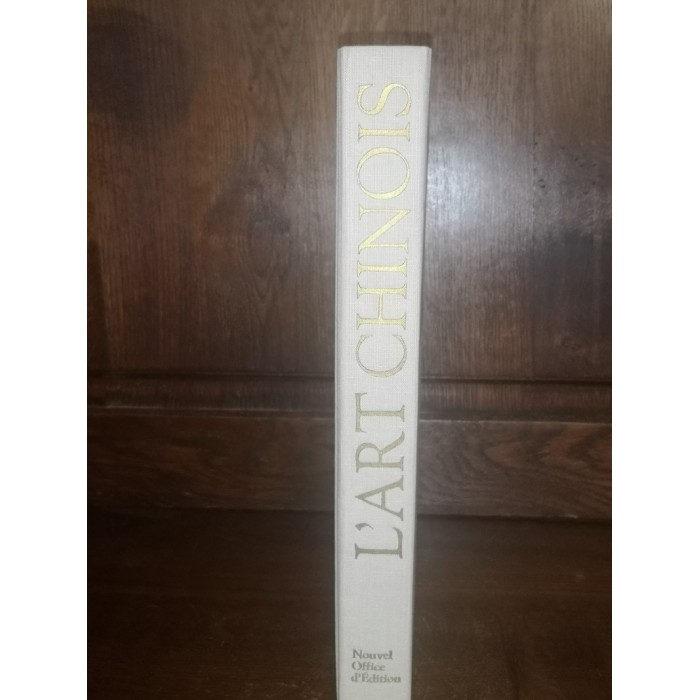 L'ART CHINOIS
Nouvel
Office
d'Édition